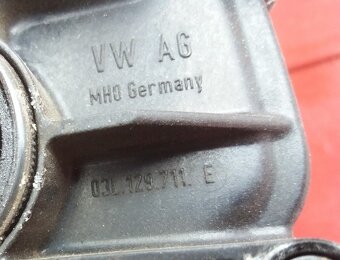 VW AG
MHO Germany
03L.129.711. E